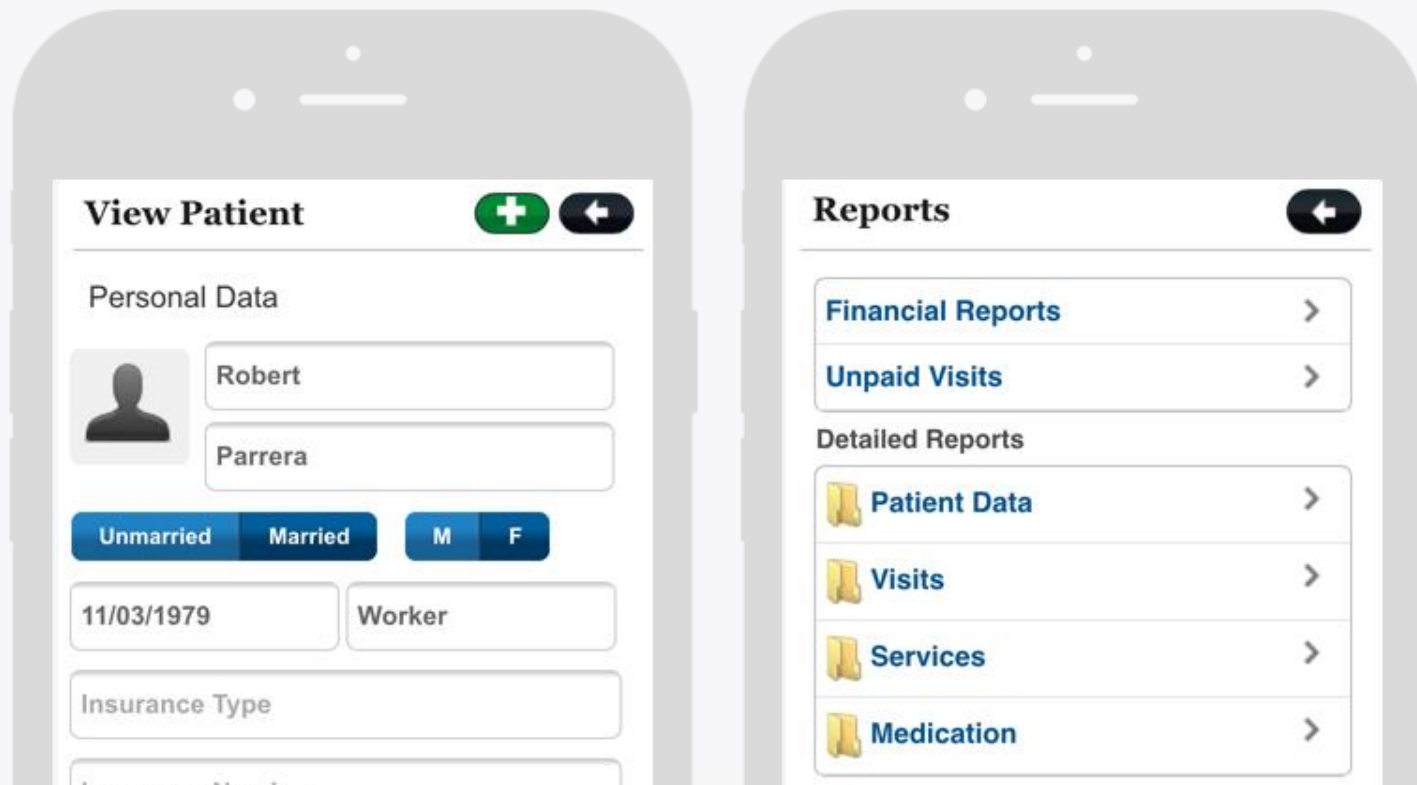 View Patient
Personal Data
Robert
Parrera
Unmarried Married M F
11/03/1979 Worker
Insurance Type
Reports
Financial Reports
Unpaid Visits
Detailed Reports
Patient Data
Visits
Services
Medication